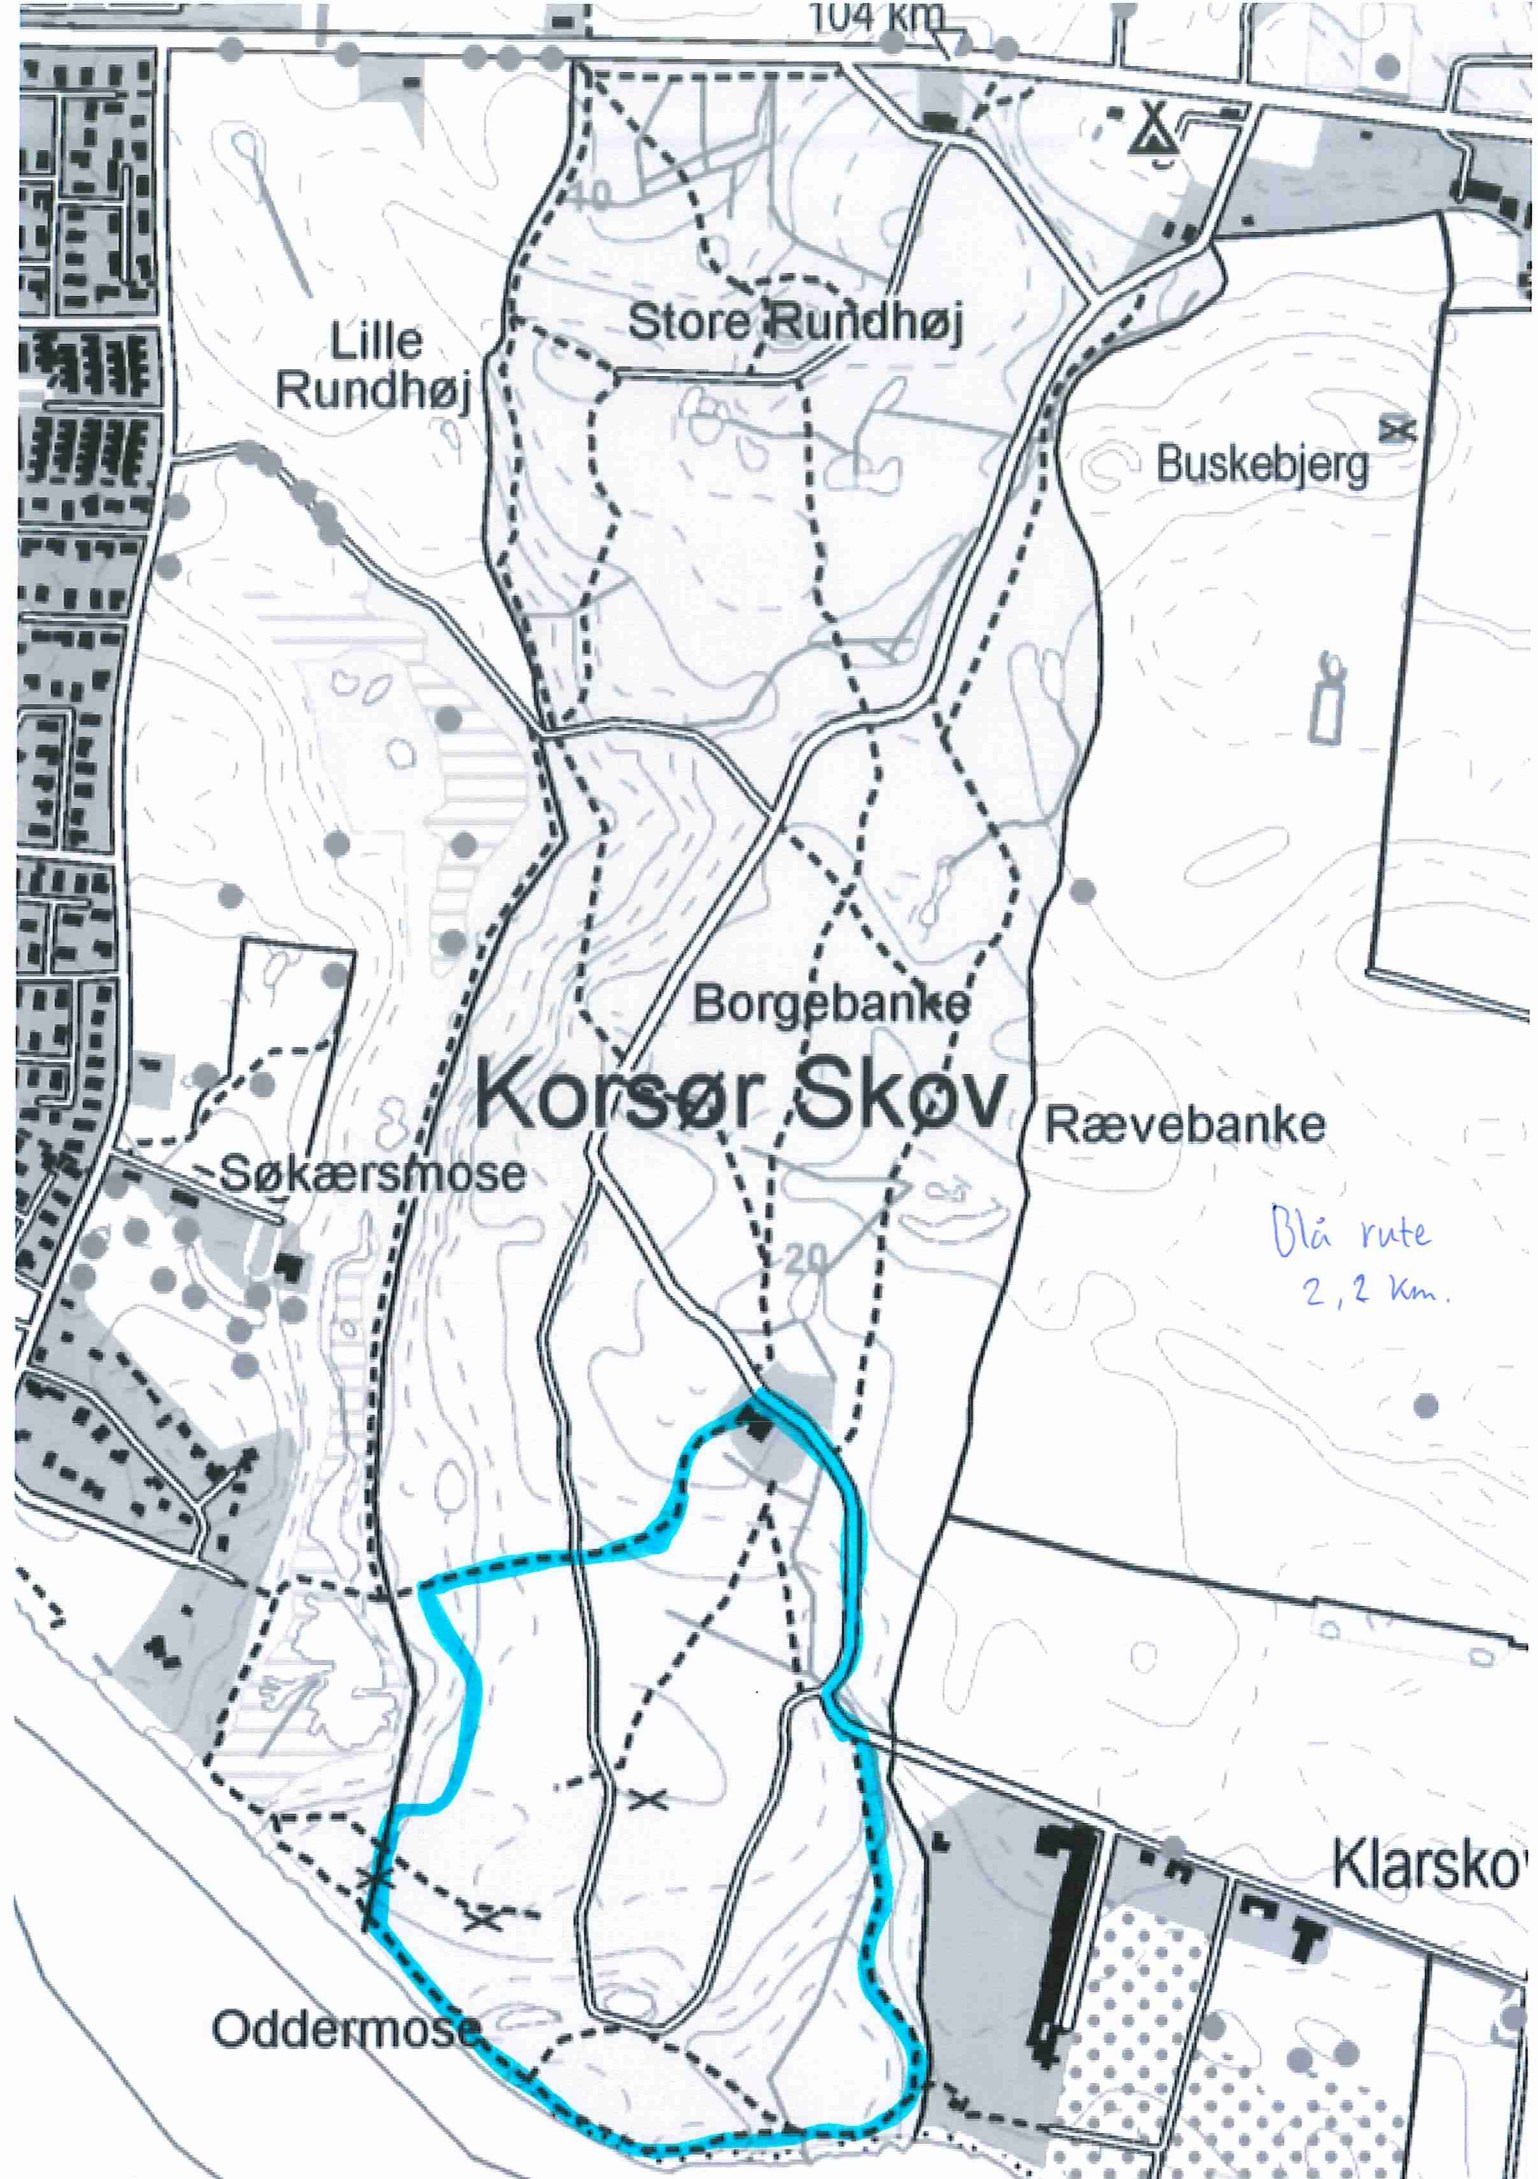 104 km
10
Store Rundhøj
Lille
Rundhøj
Buskebjerg
Borgebanke
Korsør Skov
Rævebanke
Søkærsmose
Blå rute
2,2 km.
20
Klarsko
Oddermose